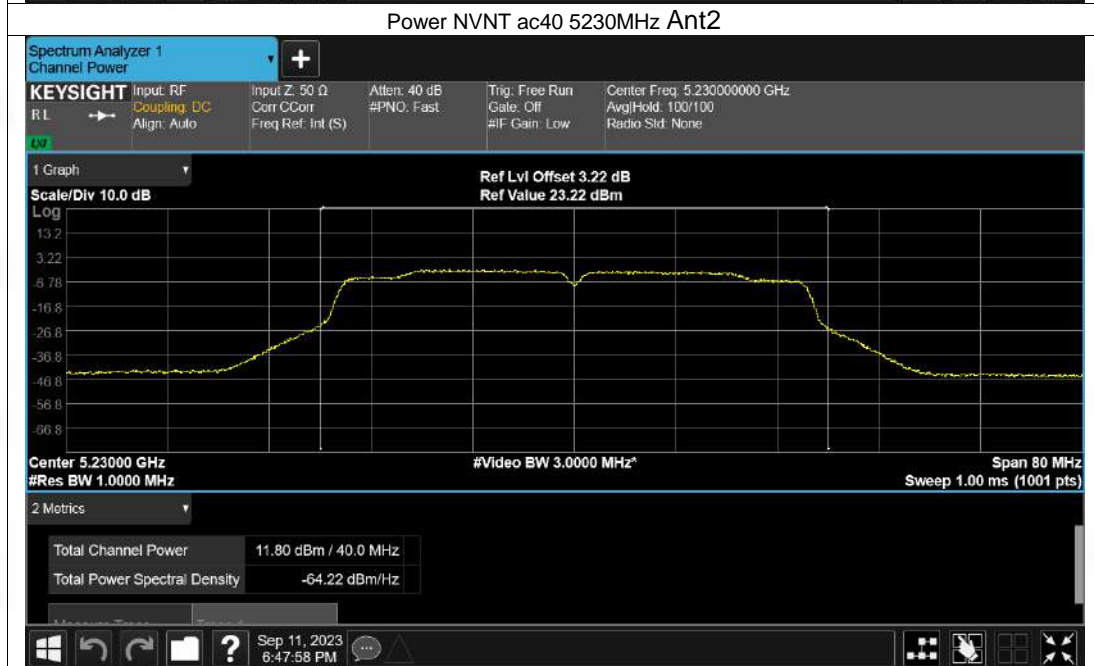 Power NVNT ac40 5230MHz Ant2
Spectrum Analyzer 1
Channel Power
KEYSIGHT
RL
LXI
Input: RF
Coupling: DC
Align: Auto
Input Z: 50 Ω
Corr CCorr
Freq Ref: Int (S)
Atten: 40 dB
#PNO: Fast
Trig: Free Run
Gate: Off
#IF Gain: Low
Center Freq: 5.230000000 GHz
Avg|Hold: 100/100
Radio Std: None
1 Graph
Scale/Div 10.0 dB
Ref Lvl Offset 3.22 dB
Ref Value 23.22 dBm
Log
13.2
3.22
-6.78
-16.8
-26.8
-36.8
-46.8
-56.8
-66.8
Center 5.23000 GHz
#Video BW 3.0000 MHz*
Span 80 MHz
#Res BW 1.0000 MHz
Sweep 1.00 ms (1001 pts)
2 Metrics
Total Channel Power 11.80 dBm / 40.0 MHz
Total Power Spectral Density -64.22 dBm/Hz
?
Sep 11, 2023
6:47:58 PM